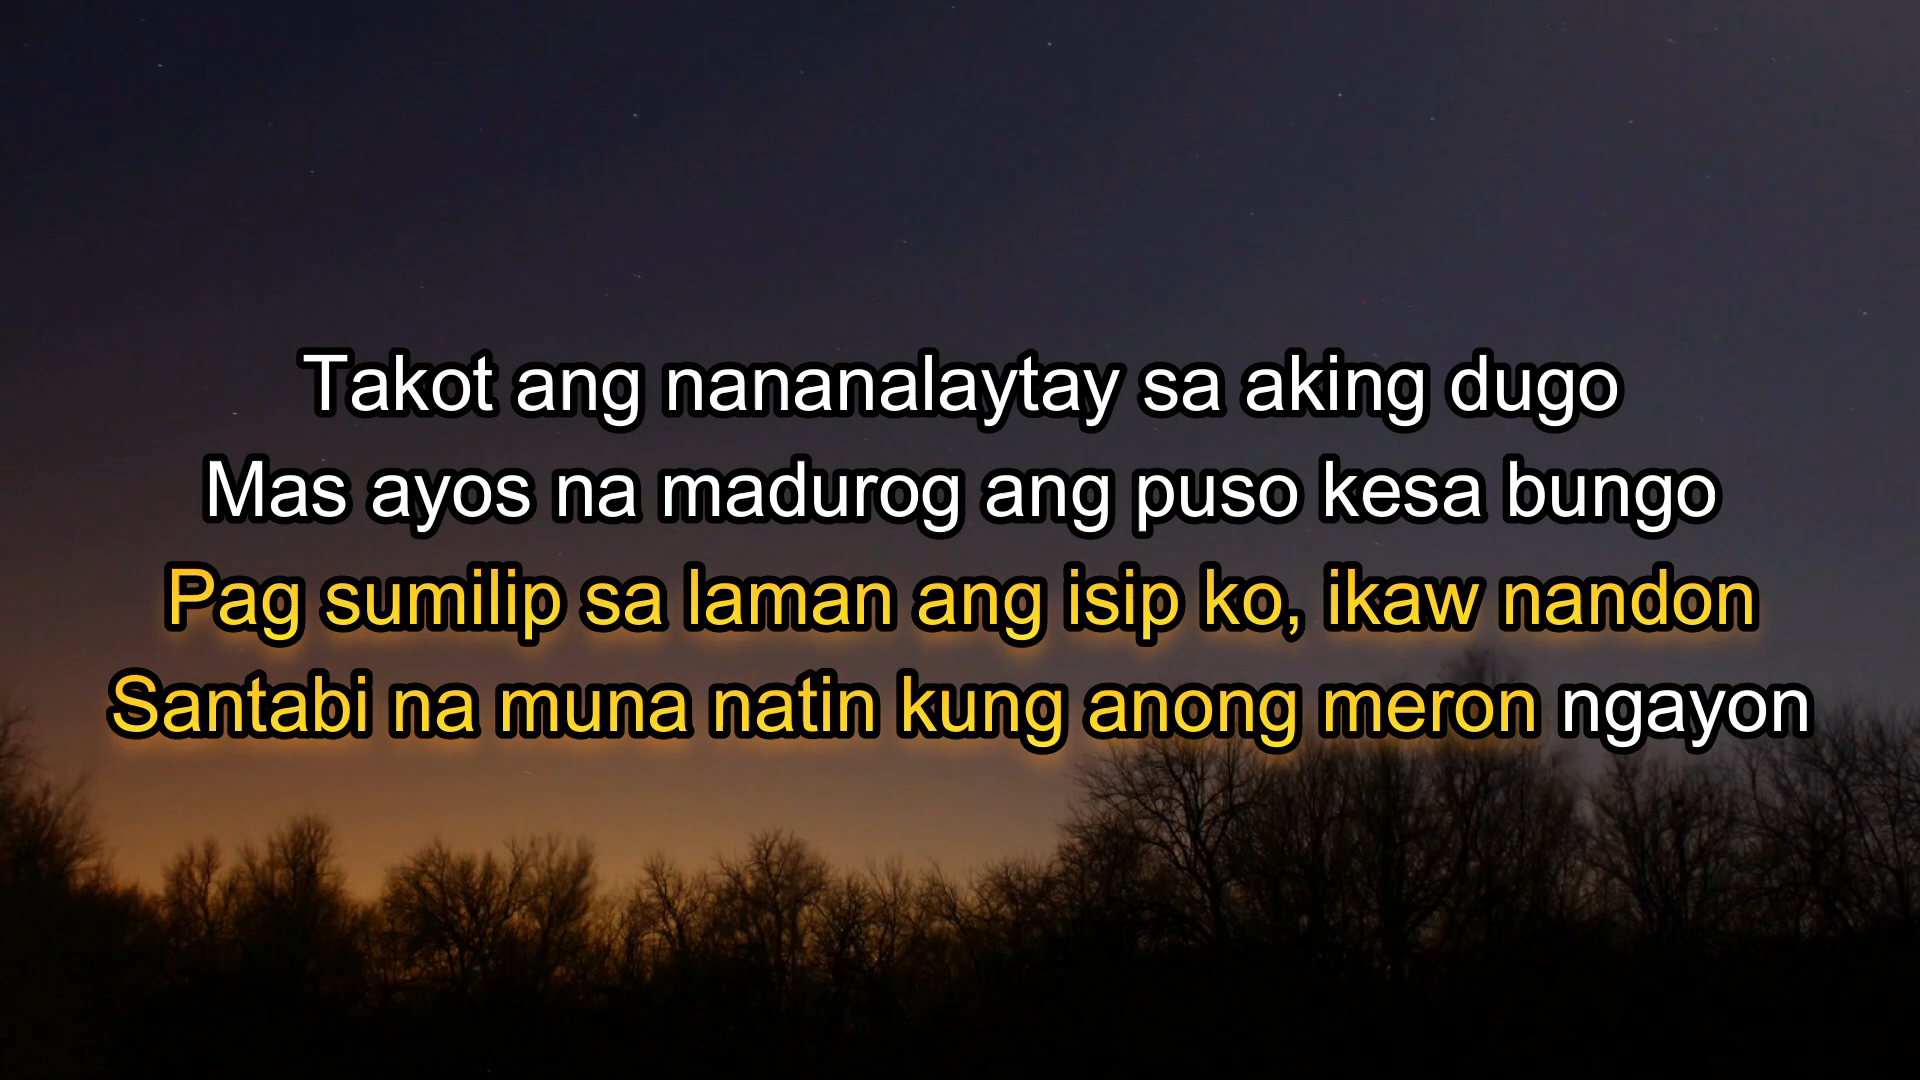 Takot ang nananalaytay sa aking dugo
Mas ayos na madurog ang puso kesa bungo
Pag sumilip sa laman ang isip ko, ikaw nandon
Santabi na muna natin kung anong meron ngayon